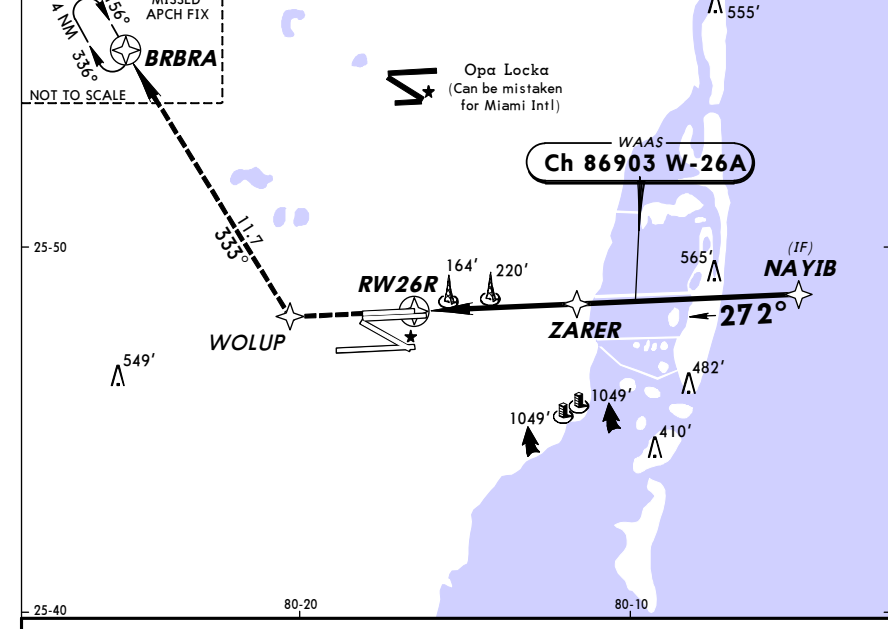 MISSED
APCH FIX
156°
4 NM
336°
BRBRA
NOT TO SCALE
555'
Opa Locka
(Can be mistaken
for Miami Intl)
WAAS
Ch 86903 W-26A
11.7
333°
25-50
(IF)
NAYIB
565'
164'
220'
RW26R
272°
ZARER
WOLUP
549'
482'
1049'
1049'
410'
25-40
80-20
80-10